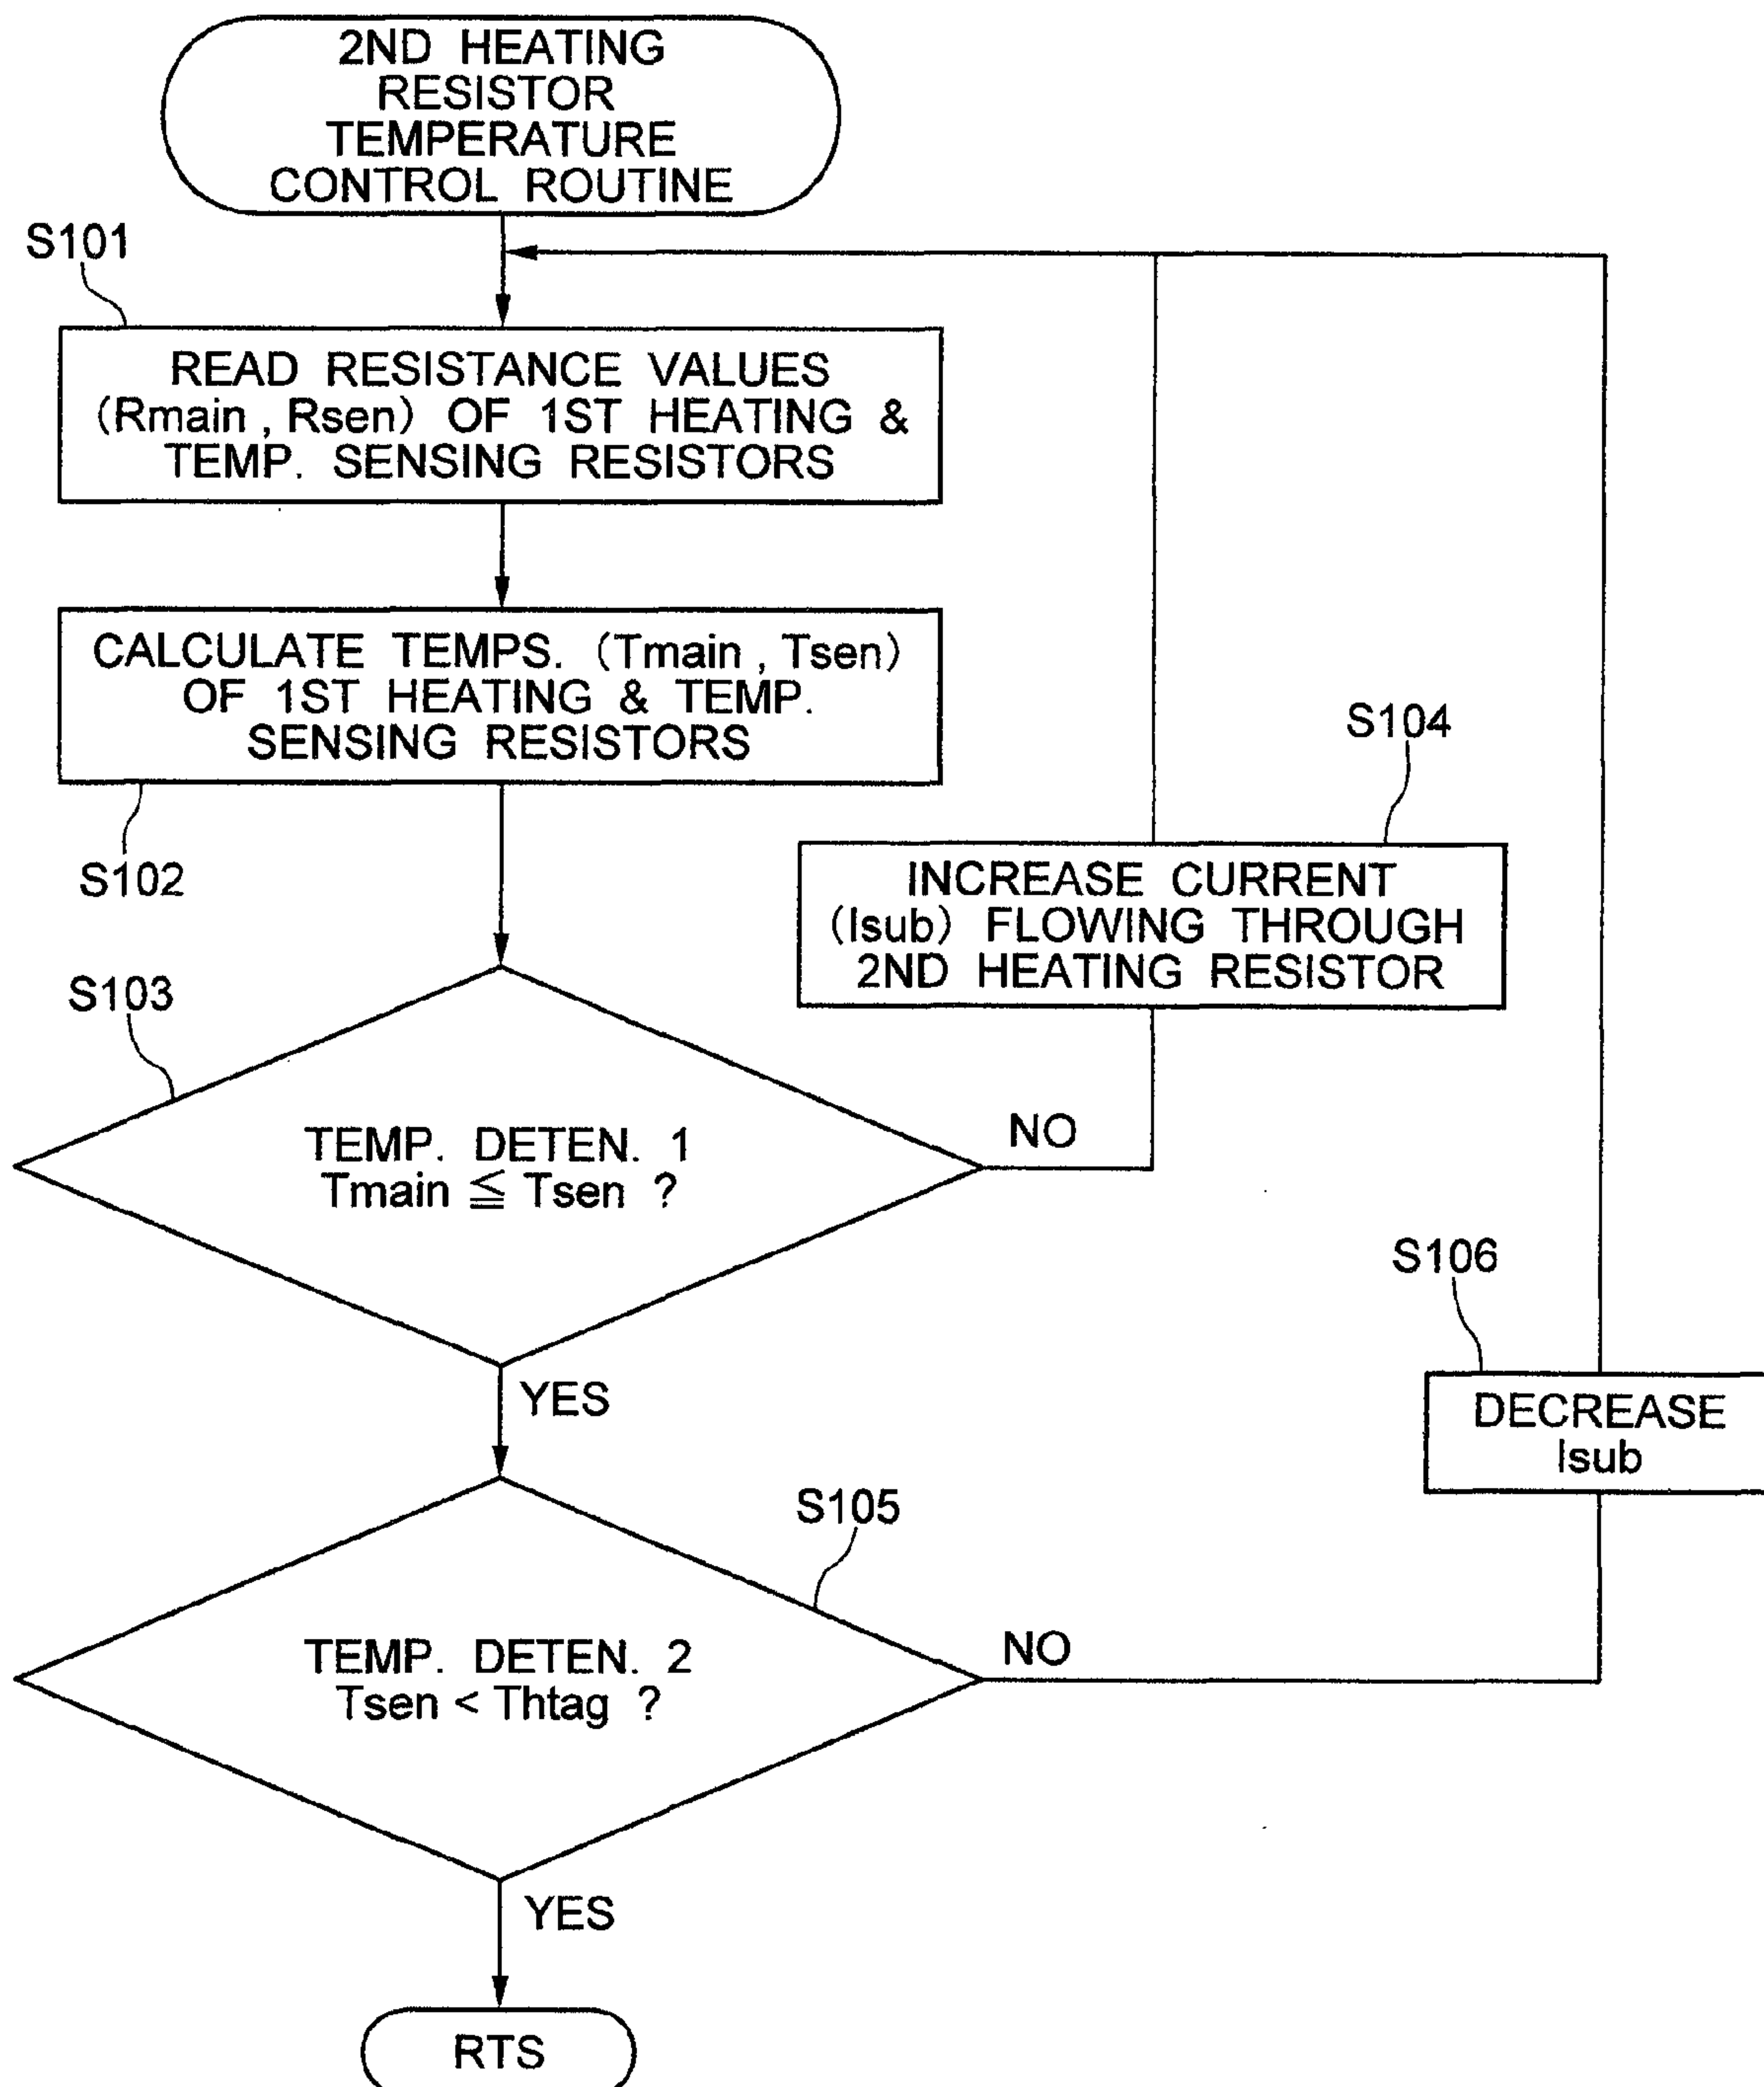 2ND HEATING
RESISTOR
TEMPERATURE
CONTROL ROUTINE
S101
READ RESISTANCE VALUES
(Rmain , Rsen) OF 1ST HEATING &
TEMP. SENSING RESISTORS
CALCULATE TEMPS. (Tmain , Tsen)
OF 1ST HEATING & TEMP.
SENSING RESISTORS
S102
S104
INCREASE CURRENT
(Isub) FLOWING THROUGH
2ND HEATING RESISTOR
S103
TEMP. DETEN. 1
Tmain ≦ Tsen ?
NO
YES
S106
DECREASE
Isub
S105
TEMP. DETEN. 2
Tsen < Thtag ?
NO
YES
RTS